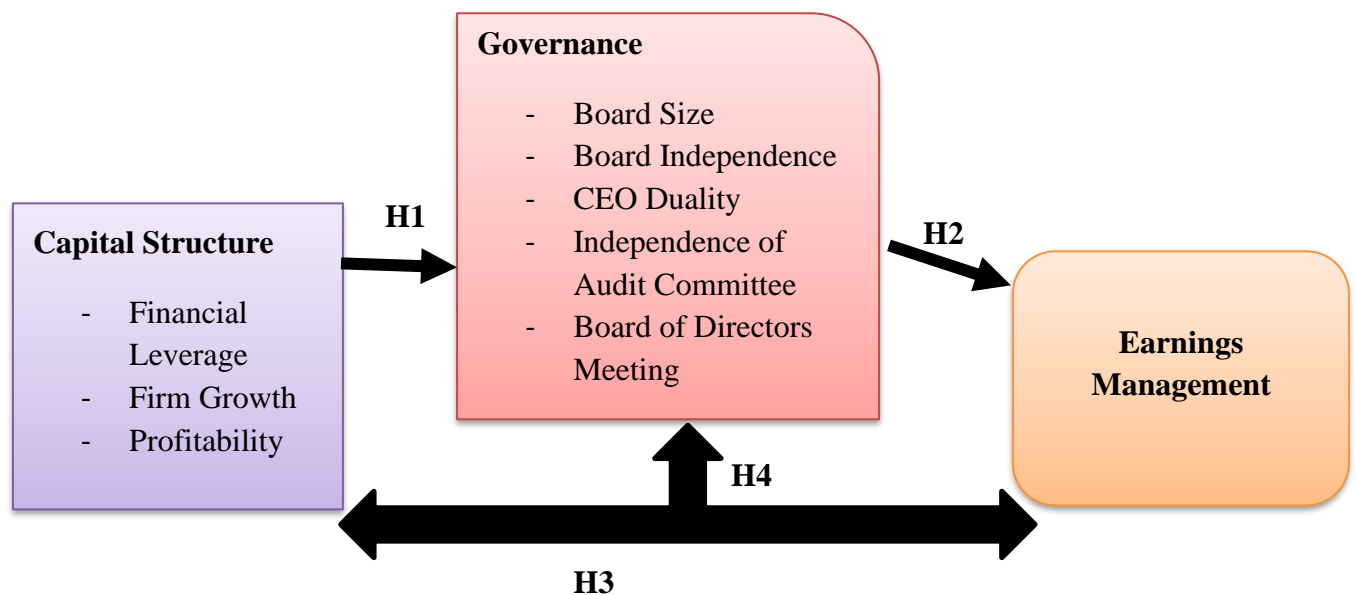 Governance
- Board Size
- Board Independence
- CEO Duality
- Independence of
Audit Committee
- Board of Directors
Meeting
H1
H2
Capital Structure
- Financial
Leverage
- Firm Growth
- Profitability
Earnings
Management
H4
H3